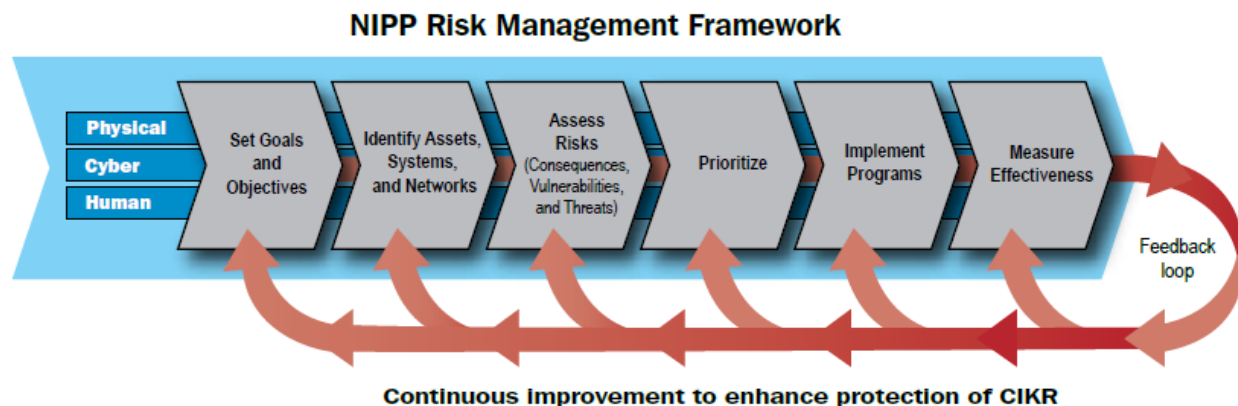 NIPP Risk Management Framework
Physical
Cyber
Human
Set Goals
and
Objectives
Identify Assets,
Systems,
and Networks
Assess
Risks
(Consequences,
Vulnerabilities,
and Threats)
Prioritize
Implement
Programs
Measure
Effectiveness
Feedback
loop
Continuous improvement to enhance protection of CIKR